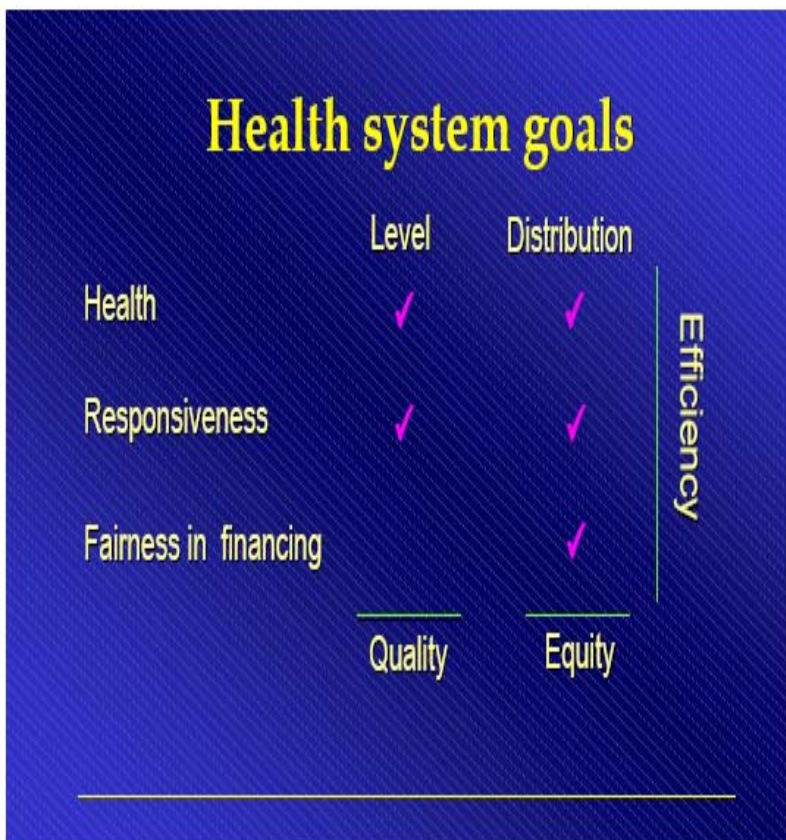 Health system goals
Level Distribution
Health ✓ ✓
Responsiveness ✓ ✓
Fairness in financing ✓
Efficiency
Quality Equity